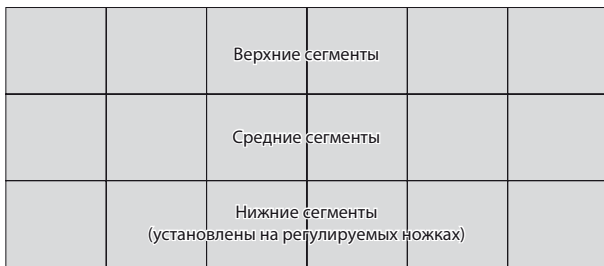 Верхние сегменты
Средние сегменты
Нижние сегменты
(установлены на регулируемых ножках)